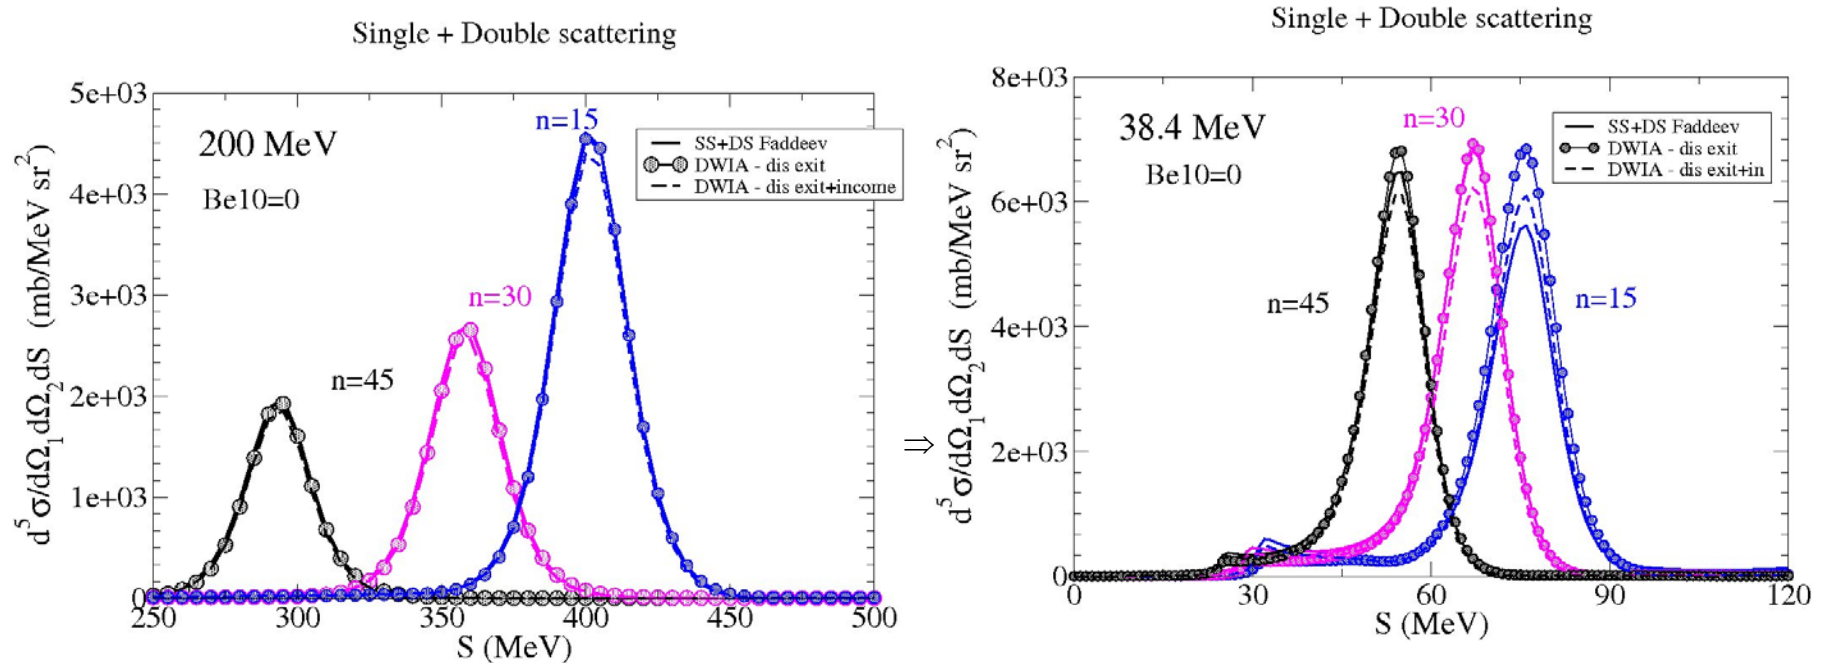 Single + Double scattering
5e+03
4e+03
3e+03
2e+03
1e+03
0
250 300 350 400 450 500
S (MeV)
d⁵σ/dΩ₁dΩ₂dS (mb/MeV sr²)
200 MeV
Be10=0
n=15
n=30
n=45
SS+DS Faddeev
DWIA - dis exit
DWIA - dis exit+income
⇒
Single + Double scattering
8e+03
6e+03
4e+03
2e+03
0
0 30 60 90 120
S (MeV)
d⁵σ/dΩ₁dΩ₂dS (mb/MeV sr²)
38.4 MeV
Be10=0
n=30
n=45
n=15
SS+DS Faddeev
DWIA - dis exit
DWIA - dis exit+in